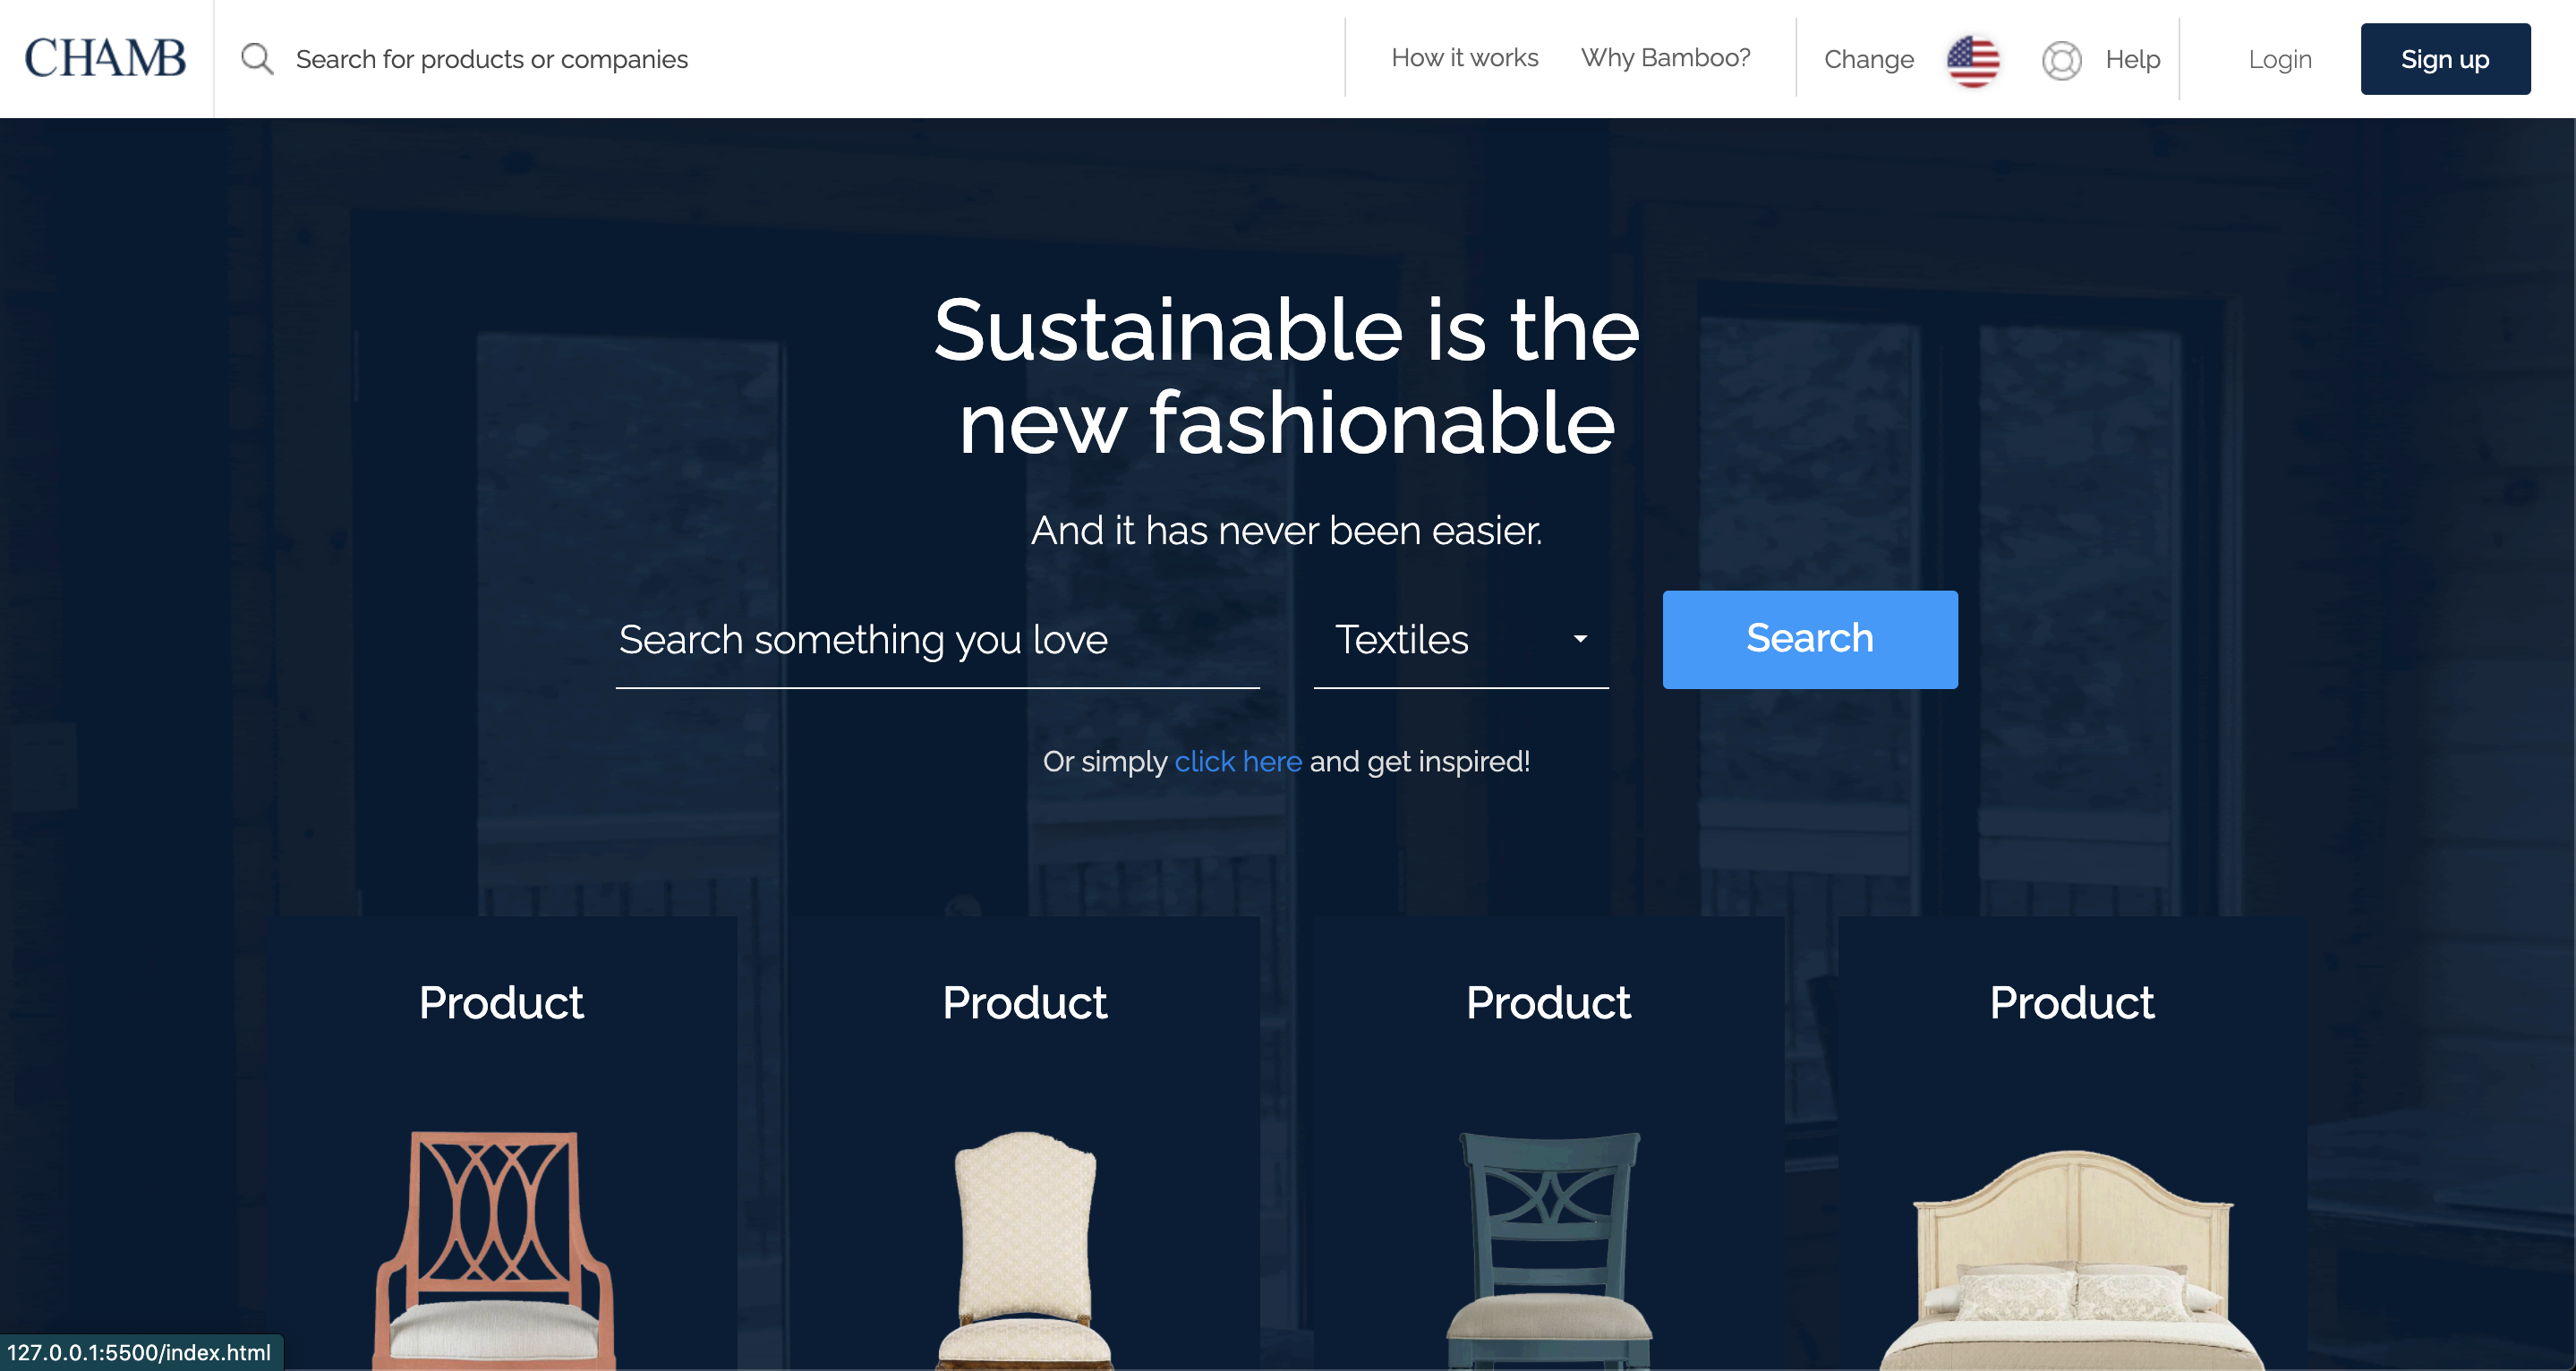 CHAMB
Search for products or companies
How it works
Why Bamboo?
Change
Help
Login
Sign up
Sustainable is the
new fashionable
And it has never been easier.
Search something you love
Textiles
Search
Or simply click here and get inspired!
Product
Product
Product
Product
127.0.0.1:5500/index.html